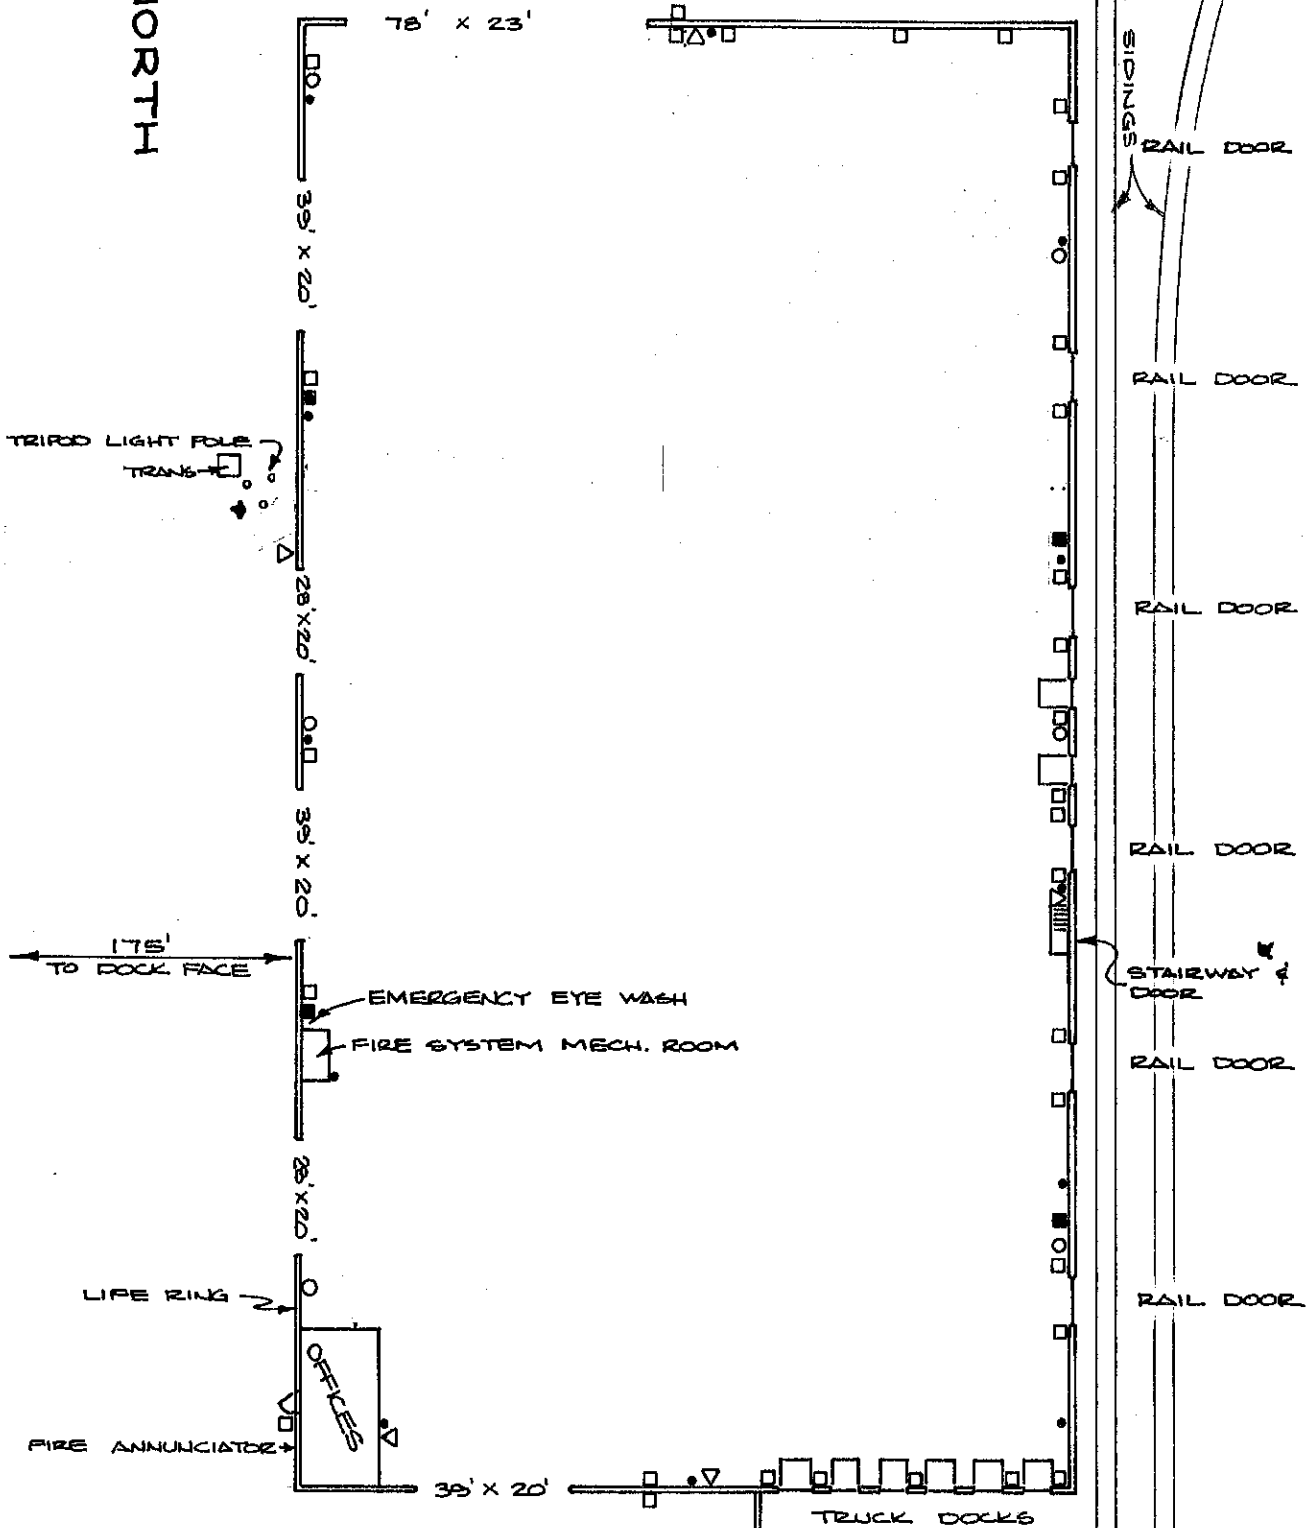 NORTH
78' X 23'
SIDINGS
RAIL DOOR
39' X 20'
RAIL DOOR
TRIPOD LIGHT POLE
TRANS
28' X 20'
RAIL DOOR
39' X 20'
RAIL DOOR
175'
TO DOCK FACE
STAIRWAY &
DOOR
EMERGENCY EYE WASH
FIRE SYSTEM MECH. ROOM
RAIL DOOR
28' X 20'
LIFE RING
RAIL DOOR
OFFICES
FIRE ANNUNCIATOR
39' X 20'
TRUCK DOCKS